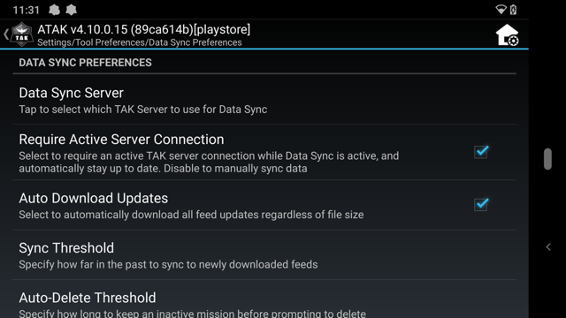 11:31
ATAK v4.10.0.15 (89ca614b)[playstore]
Settings/Tool Preferences/Data Sync Preferences
TAK
DATA SYNC PREFERENCES
Data Sync Server
Tap to select which TAK Server to use for Data Sync
Require Active Server Connection
Select to require an active TAK server connection while Data Sync is active, and
automatically stay up to date. Disable to manually sync data
Auto Download Updates
Select to automatically download all feed updates regardless of file size
Sync Threshold
Specify how far in the past to sync to newly downloaded feeds
Auto-Delete Threshold
Specify how long to keep an inactive mission before prompting to delete